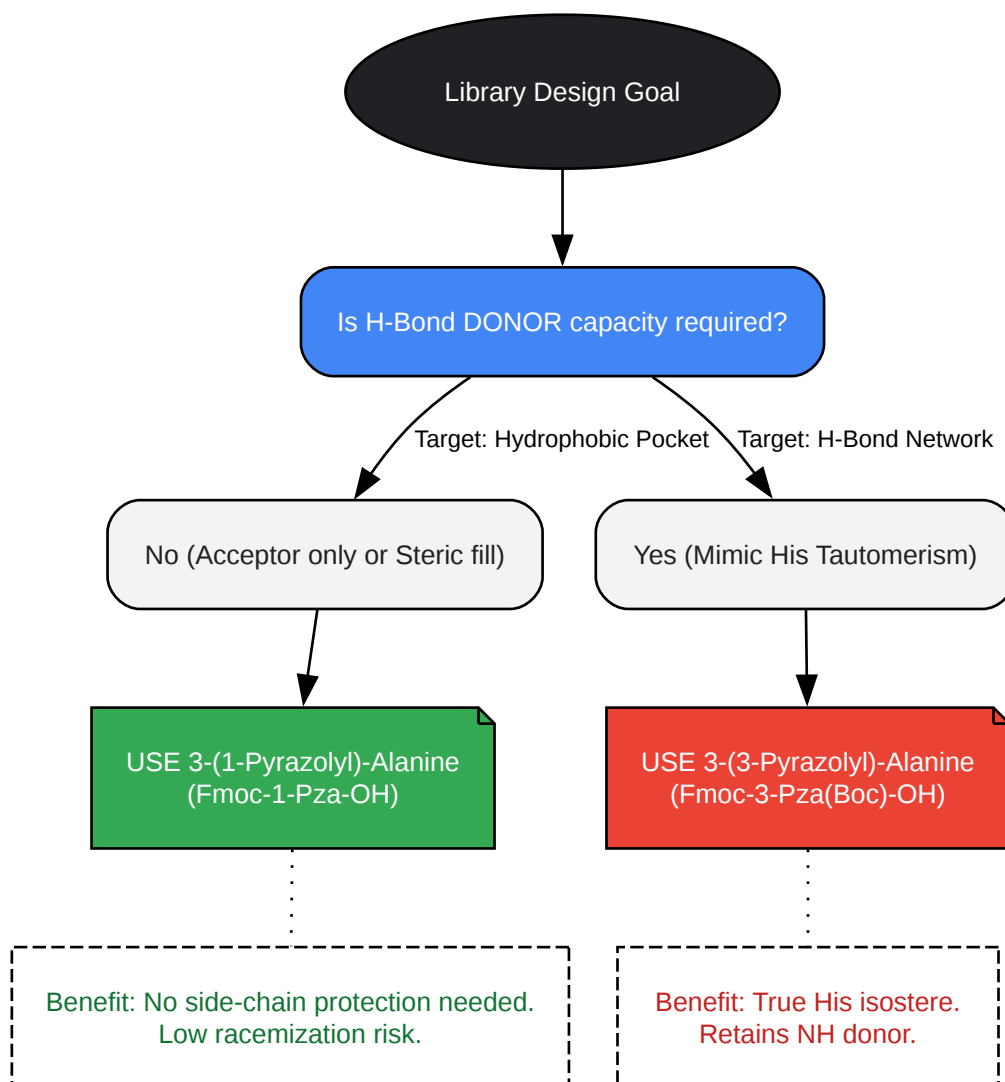 Library Design Goal
Is H-Bond DONOR capacity required?
Target: Hydrophobic Pocket
Target: H-Bond Network
No (Acceptor only or Steric fill)
Yes (Mimic His Tautomerism)
USE 3-(1-Pyrazolyl)-Alanine
(Fmoc-1-Pza-OH)
USE 3-(3-Pyrazolyl)-Alanine
(Fmoc-3-Pza(Boc)-OH)
Benefit: No side-chain protection needed.
Low racemization risk.
Benefit: True His isostere.
Retains NH donor.